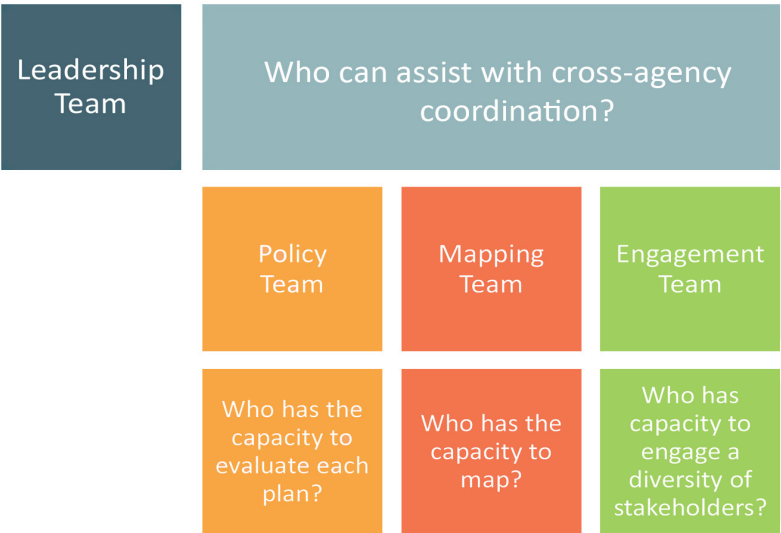 Leadership
Team
Who can assist with cross-agency
coordination?
Policy
Team
Mapping
Team
Engagement
Team
Who has the
capacity to
evaluate each
plan?
Who has the
capacity to
map?
Who has
capacity to
engage a
diversity of
stakeholders?